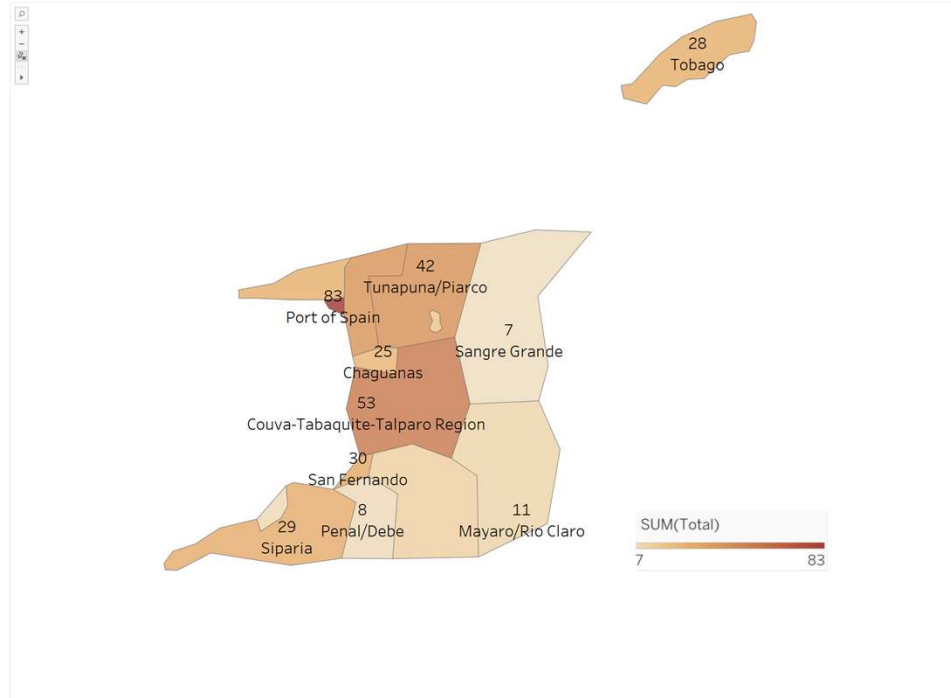 28
Tobago
42
Tunapuna/Piarco
83
Port of Spain
7
Sangre Grande
25
Chaguanas
53
Couva-Tabaquite-Talparo Region
30
San Fernando
8
Penal/Debe
11
Mayaro/Rio Claro
29
Siparia
SUM(Total)
7 83